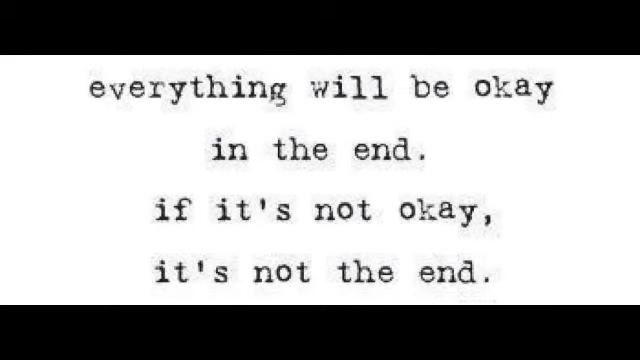 everything will be okay
in the end.
if it's not okay,
it's not the end.